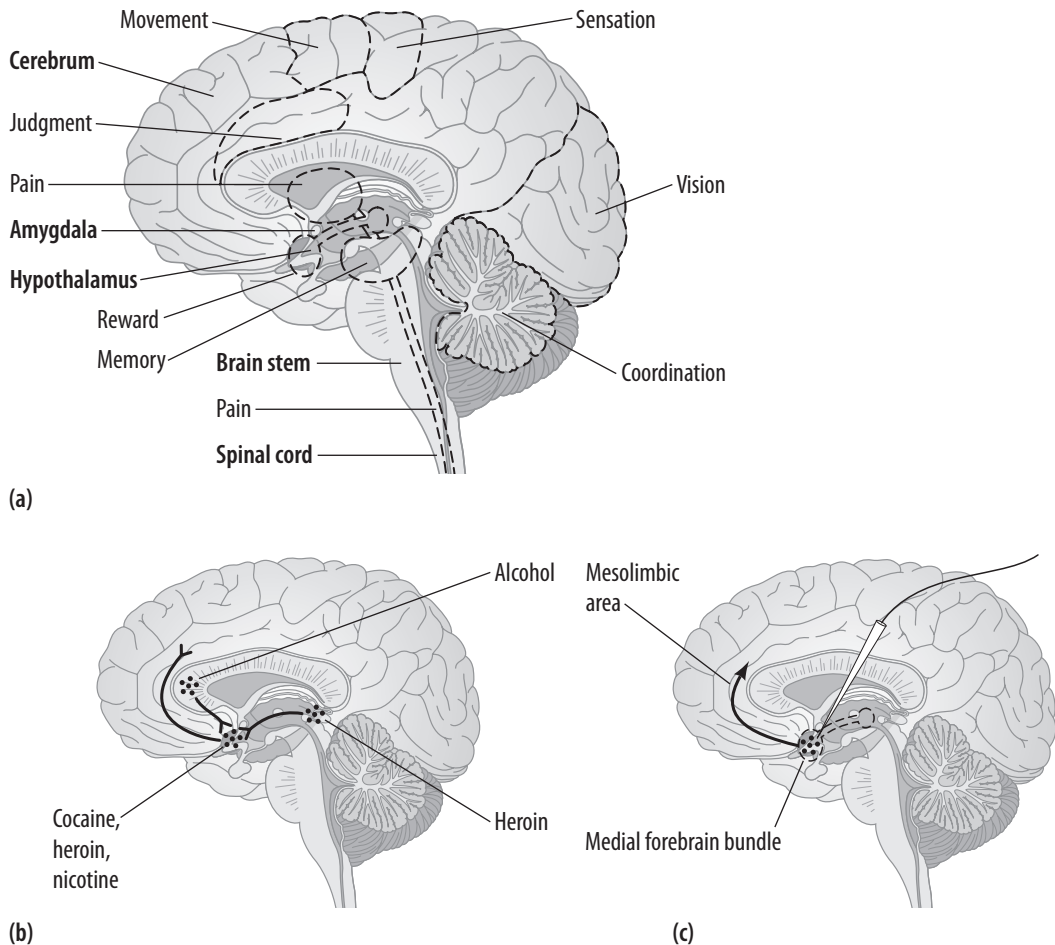 Movement
Sensation
Cerebrum
Judgment
Pain
Vision
Amygdala
Hypothalamus
Reward
Memory
Brain stem
Coordination
Pain
Spinal cord
(a)
Alcohol
Cocaine,
heroin,
nicotine
Heroin
(b)
Mesolimbic
area
Medial forebrain bundle
(c)